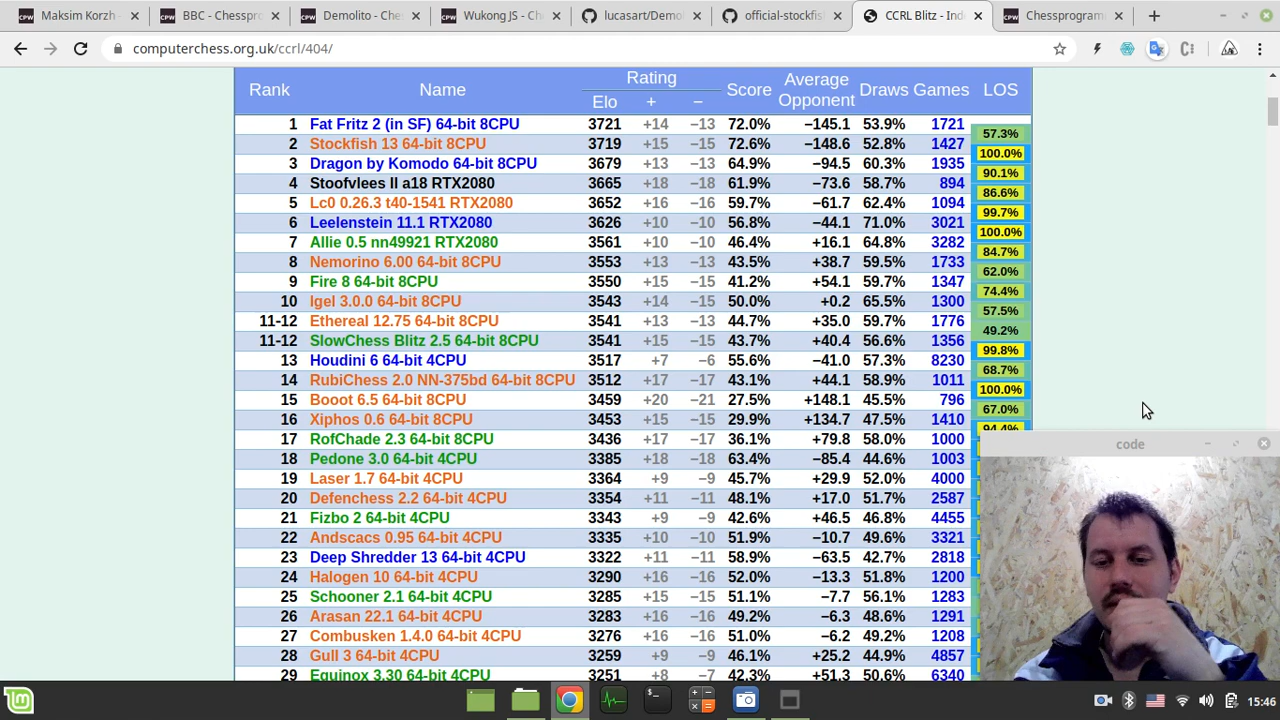 Maksim Korzh -
BBC - Chesspro
Demolito - Che
Wukong JS - Ch
lucasart/Demo
official-stockfis
CCRL Blitz - Ind
Chessprogram
computerchess.org.uk/ccrl/404/
Rank Name Rating Elo + − Score Average Opponent Draws Games LOS
1 Fat Fritz 2 (in SF) 64-bit 8CPU 3721 +14 −13 72.0% −145.1 53.9% 1721
57.3%
2 Stockfish 13 64-bit 8CPU 3719 +15 −15 72.6% −148.6 52.8% 1427
100.0%
3 Dragon by Komodo 64-bit 8CPU 3679 +13 −13 64.9% −94.5 60.3% 1935
90.1%
4 Stoofvlees II a18 RTX2080 3665 +18 −18 61.9% −73.6 58.7% 894
86.6%
5 Lc0 0.26.3 t40-1541 RTX2080 3652 +16 −16 59.7% −61.7 62.4% 1094
99.7%
6 Leelenstein 11.1 RTX2080 3626 +10 −10 56.8% −44.1 71.0% 3021
100.0%
7 Allie 0.5 nn49921 RTX2080 3561 +10 −10 46.4% +16.1 64.8% 3282
84.7%
8 Nemorino 6.00 64-bit 8CPU 3553 +13 −13 43.5% +38.7 59.5% 1733
62.0%
9 Fire 8 64-bit 8CPU 3550 +15 −15 41.2% +54.1 59.7% 1347
74.4%
10 Igel 3.0.0 64-bit 8CPU 3543 +14 −15 50.0% +0.2 65.5% 1300
57.5%
11-12 Ethereal 12.75 64-bit 8CPU 3541 +13 −13 44.7% +35.0 59.7% 1776
49.2%
11-12 SlowChess Blitz 2.5 64-bit 8CPU 3541 +15 −15 43.7% +40.4 56.6% 1356
99.8%
13 Houdini 6 64-bit 4CPU 3517 +7 −6 55.6% −41.0 57.3% 8230
68.7%
14 RubiChess 2.0 NN-375bd 64-bit 8CPU 3512 +17 −17 43.1% +44.1 58.9% 1011
100.0%
15 Booot 6.5 64-bit 8CPU 3459 +20 −21 27.5% +148.1 45.5% 796
67.0%
16 Xiphos 0.6 64-bit 8CPU 3453 +15 −15 29.9% +134.7 47.5% 1410
94.4%
17 RofChade 2.3 64-bit 8CPU 3436 +17 −17 36.1% +79.8 58.0% 1000
18 Pedone 3.0 64-bit 4CPU 3385 +18 −18 63.4% −85.4 44.6% 1003
19 Laser 1.7 64-bit 4CPU 3364 +9 −9 45.7% +29.9 52.0% 4000
20 Defenchess 2.2 64-bit 4CPU 3354 +11 −11 48.1% +17.0 51.7% 2587
21 Fizbo 2 64-bit 4CPU 3343 +9 −9 42.6% +46.5 46.8% 4455
22 Andscacs 0.95 64-bit 4CPU 3335 +10 −10 51.9% −10.7 49.6% 3321
23 Deep Shredder 13 64-bit 4CPU 3322 +11 −11 58.9% −63.5 42.7% 2818
24 Halogen 10 64-bit 4CPU 3290 +16 −16 52.0% −13.3 51.8% 1200
25 Schooner 2.1 64-bit 4CPU 3285 +15 −15 51.1% −7.7 56.1% 1283
26 Arasan 22.1 64-bit 4CPU 3283 +16 −16 49.2% −6.3 48.6% 1291
27 Combusken 1.4.0 64-bit 4CPU 3276 +16 −16 51.0% −6.2 49.2% 1208
28 Gull 3 64-bit 4CPU 3259 +9 −9 46.1% +25.2 44.9% 4857
29 Equinox 3.30 64-bit 4CPU 3251 +8 −7 42.3% +51.3 50.6% 6340
code
15:46